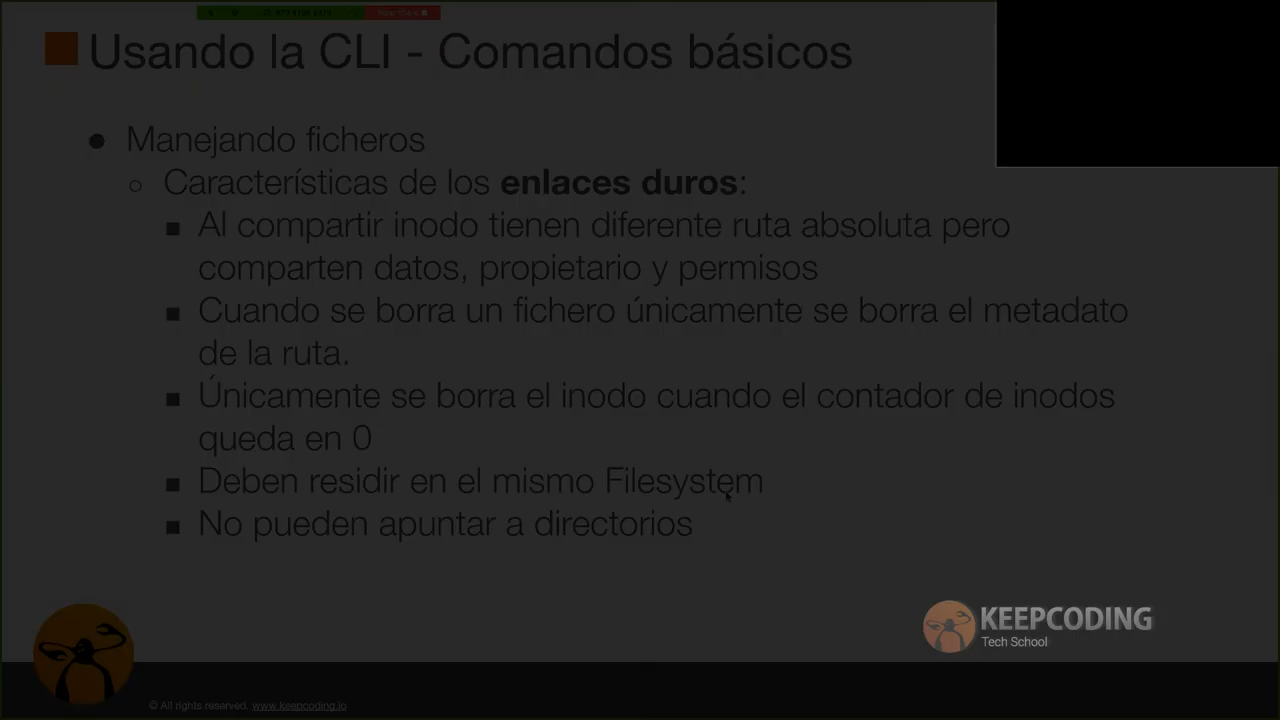 Usando la CLI - Comandos básicos
Manejando ficheros
Características de los enlaces duros:
Al compartir inodo tienen diferente ruta absoluta pero
comparten datos, propietario y permisos
Cuando se borra un fichero únicamente se borra el metadato
de la ruta.
Únicamente se borra el inodo cuando el contador de inodos
queda en 0
Deben residir en el mismo Filesystem
No pueden apuntar a directorios
KEEPCODING
Tech School
© All rights reserved. www.keepcoding.io